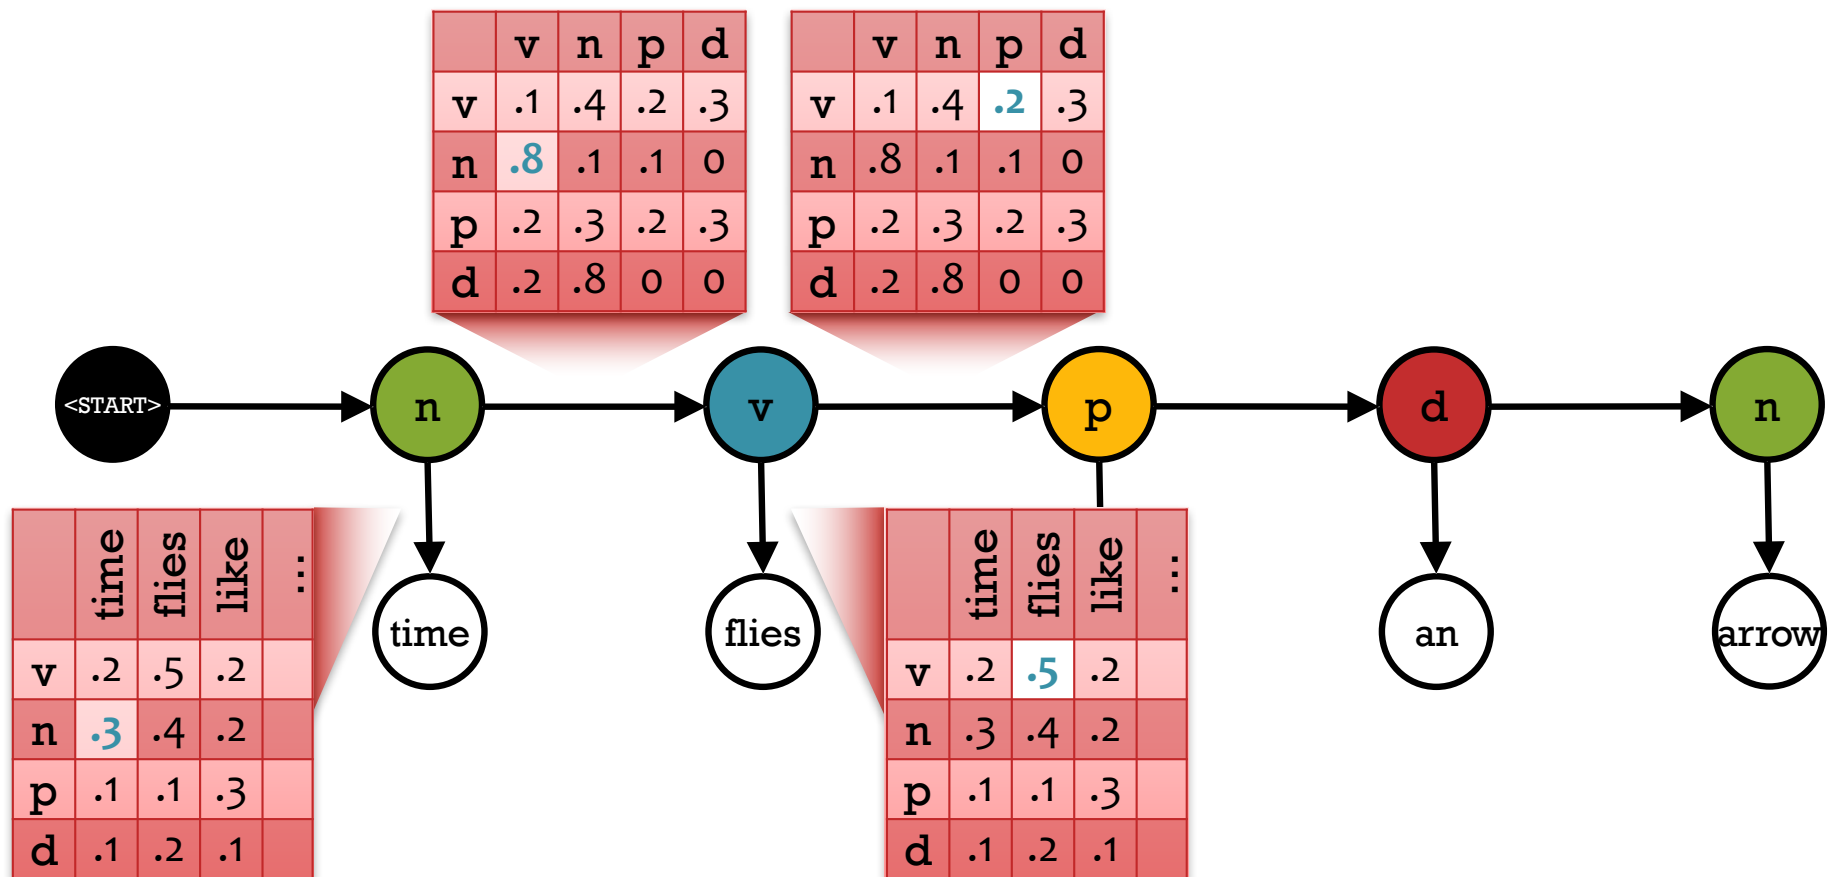 v n p d
v .1 .4 .2 .3
n .8 .1 .1 0
p .2 .3 .2 .3
d .2 .8 0 0
v n p d
v .1 .4 .2 .3
n .8 .1 .1 0
p .2 .3 .2 .3
d .2 .8 0 0
<START> n v p d n
time flies like ...
v .2 .5 .2
n .3 .4 .2
p .1 .1 .3
d .1 .2 .1
time flies
time flies like ...
v .2 .5 .2
n .3 .4 .2
p .1 .1 .3
d .1 .2 .1
an arrow